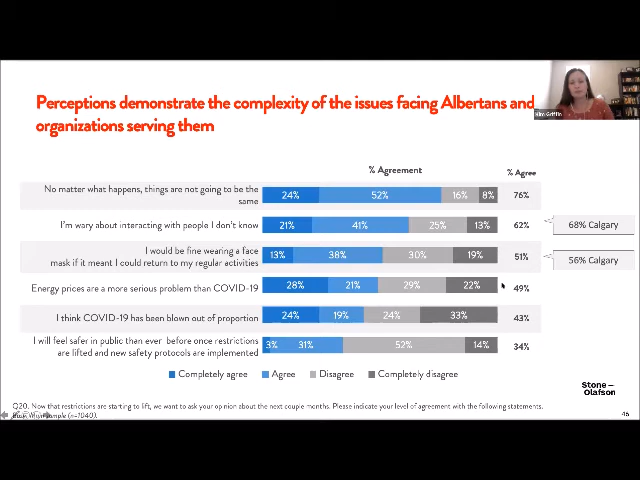 Perceptions demonstrate the complexity of the issues facing Albertans and
organizations serving them
Kim Griffin
% Agreement
% Agree
No matter what happens, things are not going to be the
same
24%
52%
16%
8%
76%
I'm wary about interacting with people I don't know
21%
41%
25%
13%
62%
68% Calgary
I would be fine wearing a face
mask if it meant I could return to my regular activities
13%
38%
30%
19%
51%
56% Calgary
Energy prices are a more serious problem than COVID-19
28%
21%
29%
22%
49%
I think COVID-19 has been blown out of proportion
24%
19%
24%
33%
43%
I will feel safer in public than ever before once restrictions
are lifted and new safety protocols are implemented
3%
31%
52%
14%
34%
Completely agree
Agree
Disagree
Completely disagree
Stone—
Olafson
Q20. Now that restrictions are starting to lift, we want to ask your opinion about the next couple months. Please indicate your level of agreement with the following statements.
sample (n=1040).
46